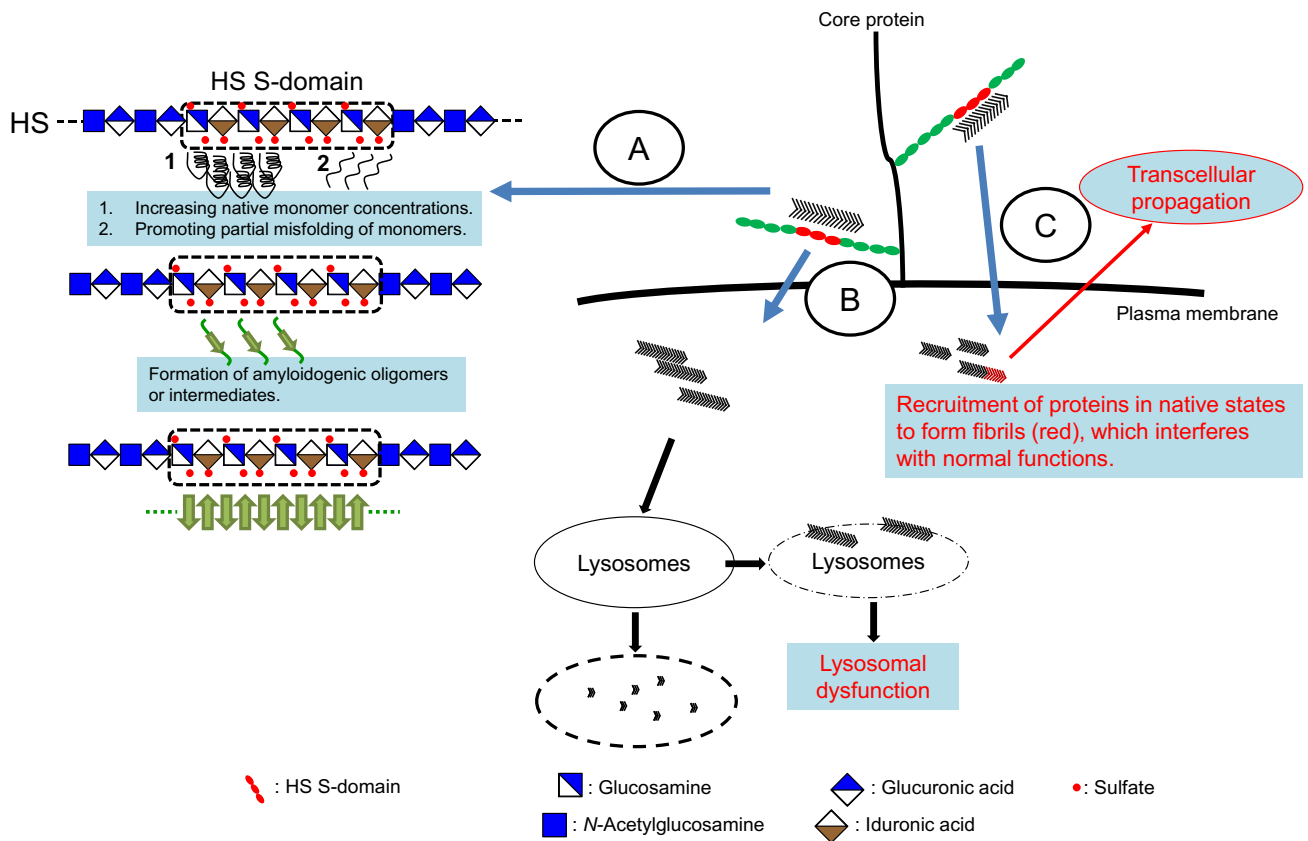 Core protein
HS S-domain
HS
1
2
1. Increasing native monomer concentrations.
2. Promoting partial misfolding of monomers.
A
Transcellular
propagation
C
B
Plasma membrane
Formation of amyloidogenic oligomers
or intermediates.
Recruitment of proteins in native states
to form fibrils (red), which interferes
with normal functions.
Lysosomes
Lysosomes
Lysosomal
dysfunction
: HS S-domain
: Glucosamine
: Glucuronic acid
: Sulfate
: N-Acetylglucosamine
: Iduronic acid